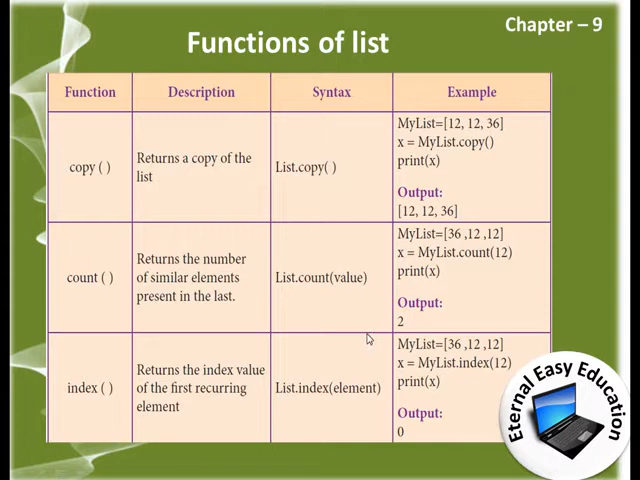 Chapter – 9
Functions of list
Function Description Syntax Example
copy ( )
Returns a copy of the
list
List.copy( )
MyList=[12, 12, 36]
x = MyList.copy()
print(x)
Output:
[12, 12, 36]
count ( )
Returns the number
of similar elements
present in the last.
List.count(value)
MyList=[36 ,12 ,12]
x = MyList.count(12)
print(x)
Output:
2
index ( )
Returns the index value
of the first recurring
element
List.index(element)
MyList=[36 ,12 ,12]
x = MyList.index(12)
print(x)
Output:
0
Eternal Easy Education